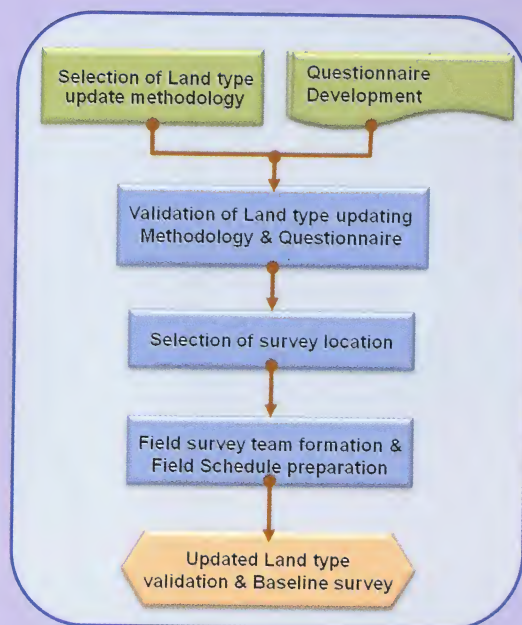 Selection of Land type
update methodology
Questionnaire
Development
Validation of Land type updating
Methodology & Questionnaire
Selection of survey location
Field survey team formation &
Field Schedule preparation
Updated Land type
validation & Baseline survey